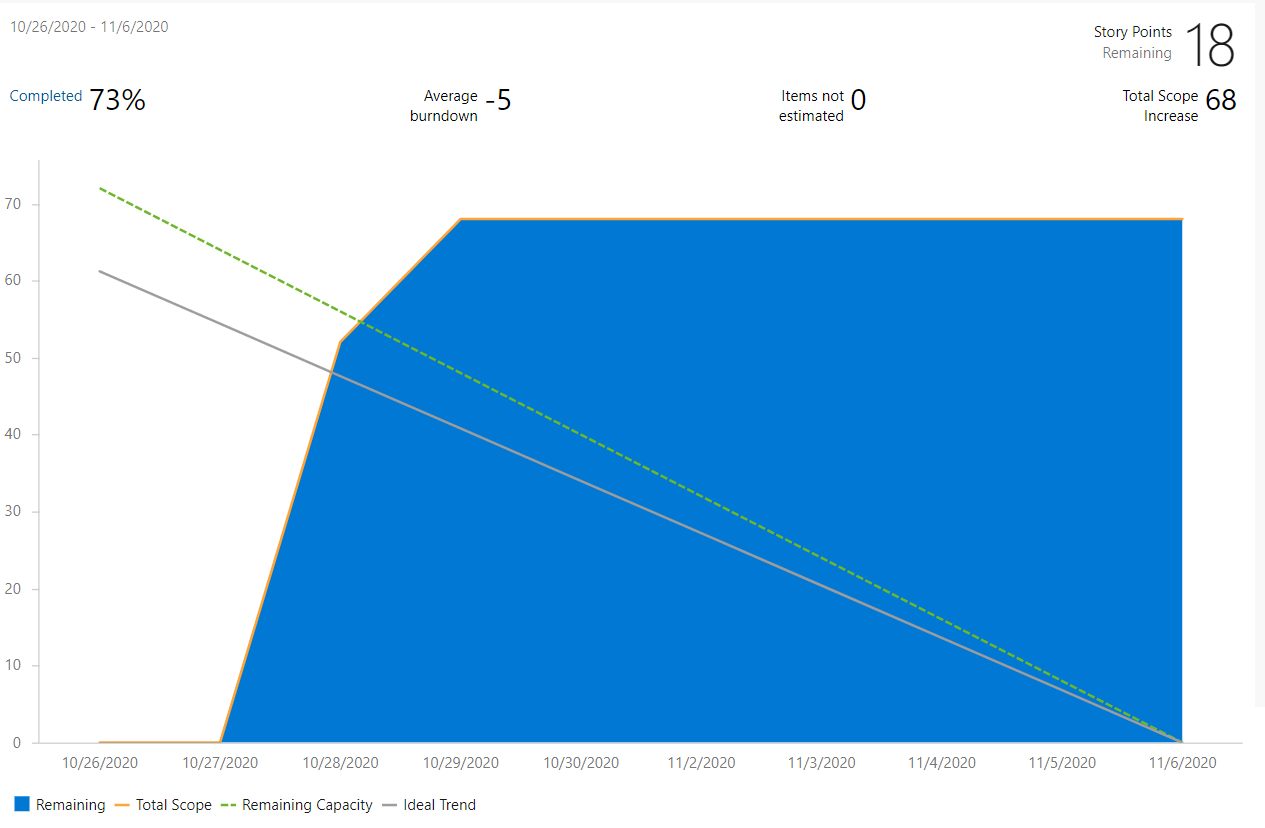 10/26/2020 - 11/6/2020
Story Points
Remaining
18
Completed 73%
Average
burndown
-5
Items not
estimated
0
Total Scope
Increase
68
70
60
50
40
30
20
10
0
10/26/2020 10/27/2020 10/28/2020 10/29/2020 10/30/2020 11/2/2020 11/3/2020 11/4/2020 11/5/2020 11/6/2020
Remaining Total Scope Remaining Capacity Ideal Trend